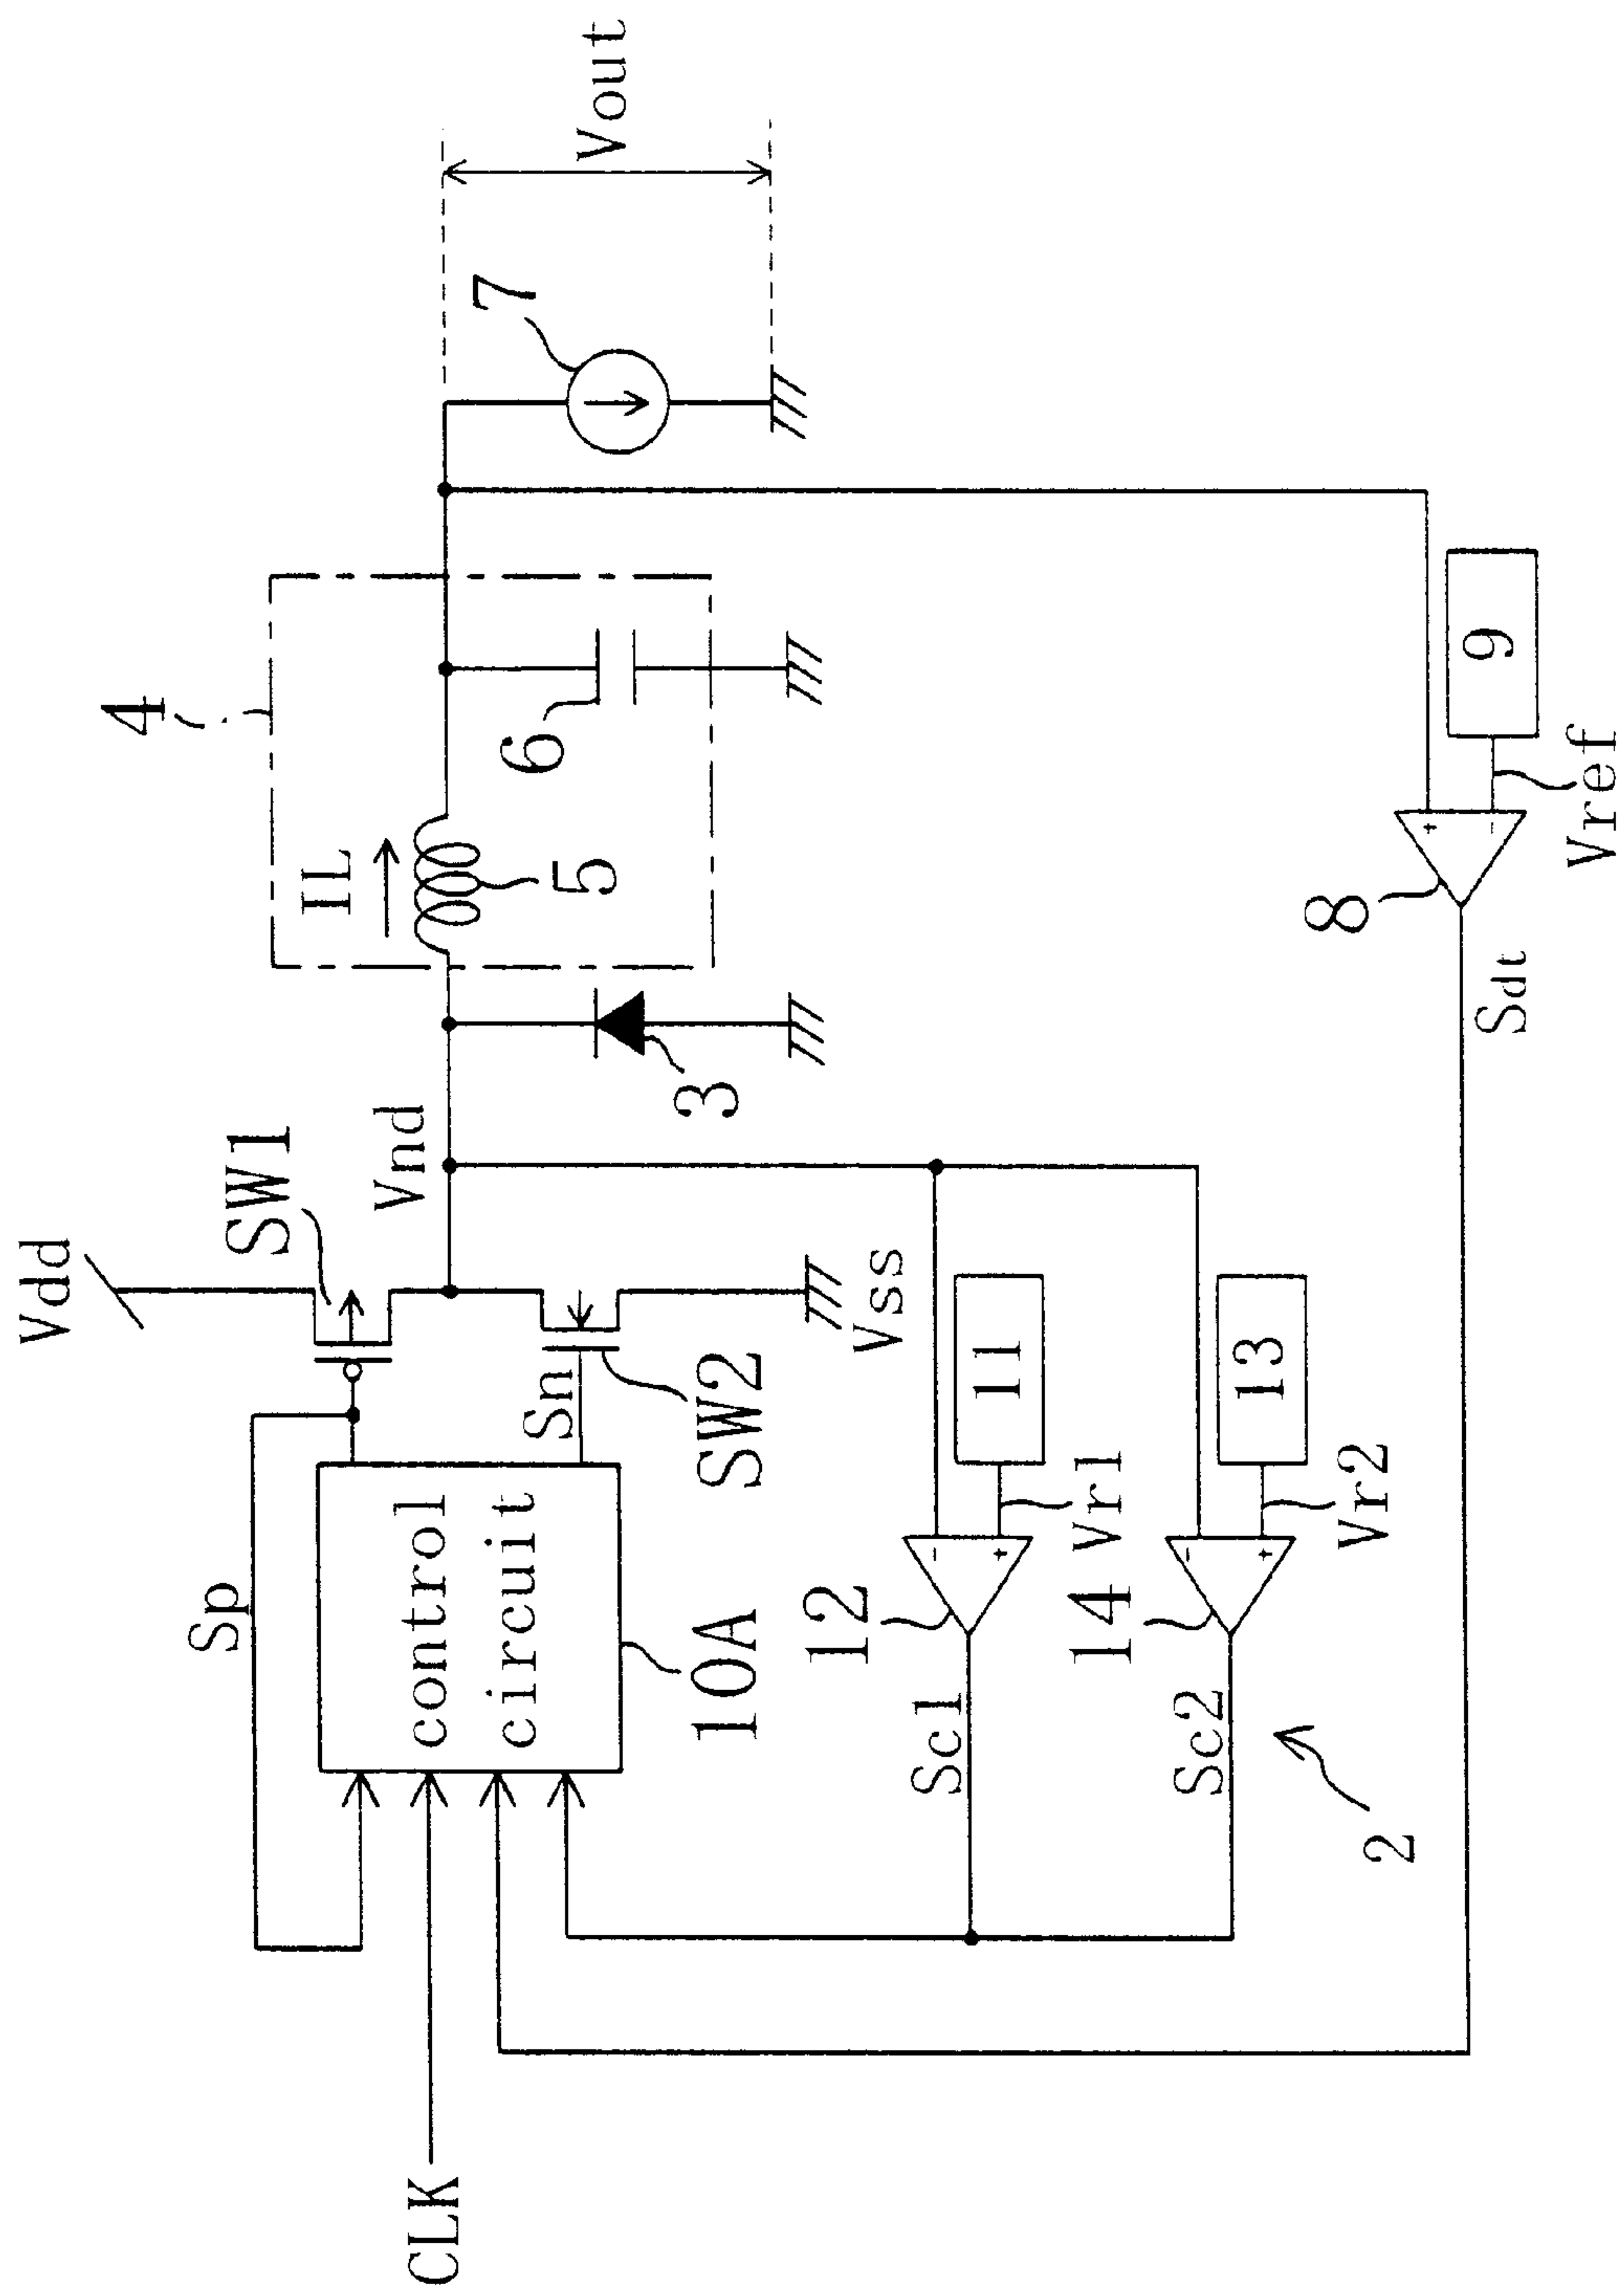 Vdd
SW1
Sp
control
circuit
10A
CLK
Sn
SW2
Vss
Vnd
IL
4
5
6
3
7
Vout
11
Vr1
12
Sc1
-
+
13
Vr2
14
Sc2
-
+
2
8
+
-
9
Vref
Sdt